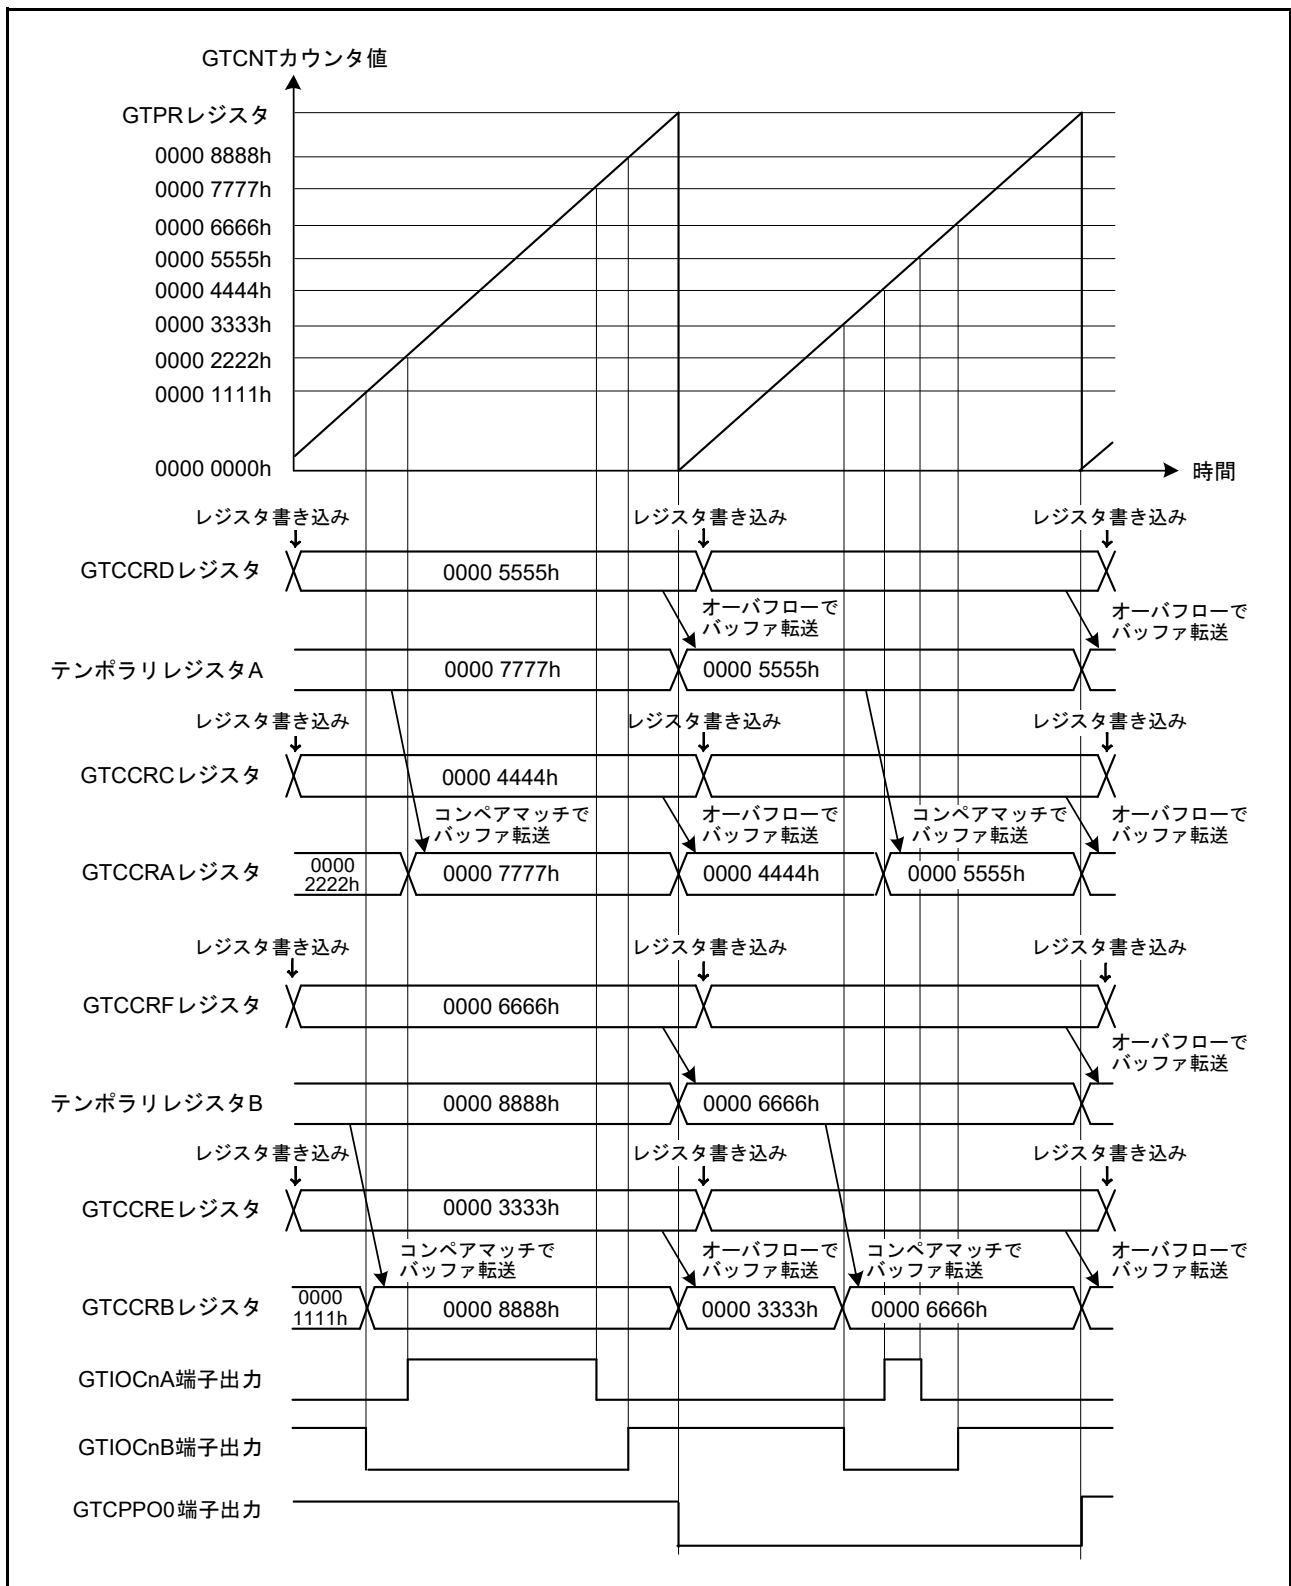 GTCNTカウンタ値
GTPRレジスタ
0000 8888h
0000 7777h
0000 6666h
0000 5555h
0000 4444h
0000 3333h
0000 2222h
0000 1111h
0000 0000h
時間
レジスタ書き込み レジスタ書き込み レジスタ書き込み
GTCCRDレジスタ 0000 5555h
オーバフローで
バッファ転送
オーバフローで
バッファ転送
テンポラリレジスタA 0000 7777h 0000 5555h
レジスタ書き込み レジスタ書き込み レジスタ書き込み
GTCCRCレジスタ 0000 4444h
コンペアマッチで
バッファ転送
オーバフローで
バッファ転送
コンペアマッチで
バッファ転送
オーバフローで
バッファ転送
GTCCRAレジスタ
0000
2222h
0000 7777h 0000 4444h 0000 5555h
レジスタ書き込み レジスタ書き込み レジスタ書き込み
GTCCRFレジスタ 0000 6666h
オーバフローで
バッファ転送
テンポラリレジスタB 0000 8888h 0000 6666h
レジスタ書き込み レジスタ書き込み レジスタ書き込み
GTCCREレジスタ 0000 3333h
コンペアマッチで
バッファ転送
オーバフローで
バッファ転送
コンペアマッチで
バッファ転送
オーバフローで
バッファ転送
GTCCRBレジスタ
0000
1111h
0000 8888h 0000 3333h 0000 6666h
GTIOCnA端子出力
GTIOCnB端子出力
GTCPPO0端子出力